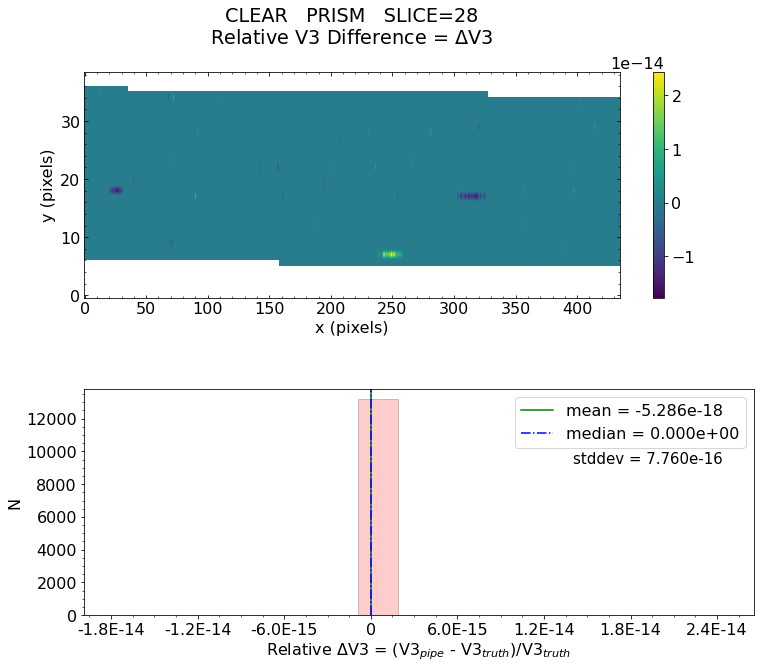 CLEAR PRISM SLICE=28
Relative V3 Difference = ΔV3
1e−14
y (pixels)
30
20
10
0
0 50 100 150 200 250 300 350 400
x (pixels)
2
1
0
−1
N
12000
10000
8000
6000
4000
2000
0
mean = -5.286e-18
median = 0.000e+00
stddev = 7.760e-16
-1.8E-14 -1.2E-14 -6.0E-15 0 6.0E-15 1.2E-14 1.8E-14 2.4E-14
Relative ΔV3 = (V3pipe - V3truth)/V3truth